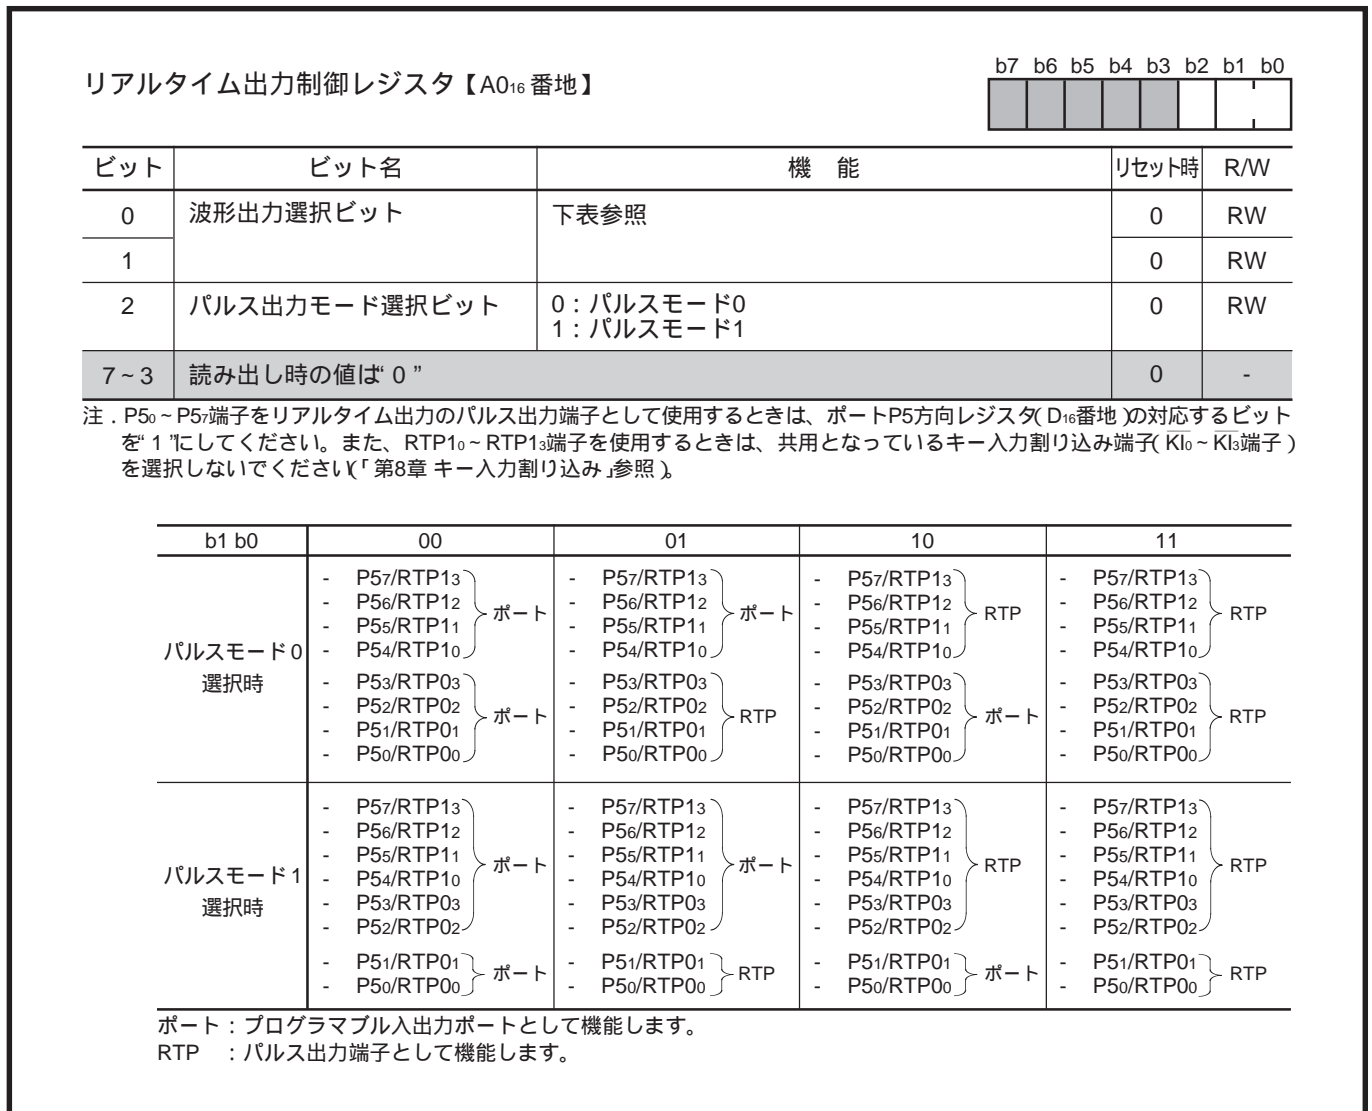 リアルタイム出力制御レジスタ【A016 番地】
b7 b6 b5 b4 b3 b2 b1 b0
ビット ビット名 機 能 リセット時 R/W
0 波形出力選択ビット 下表参照 0 RW
1 0 RW
2 パルス出力モード選択ビット 0：パルスモード0 0 RW
1：パルスモード1
7~3 読み出し時の値は“0” 0 -
注．P50~P57端子をリアルタイム出力のパルス出力端子として使用するときは、ポートP5方向レジスタ(D16番地)の対応するビット
を“1”にしてください。また、RTP10~RTP13端子を使用するときは、共用となっているキー入力割り込み端子(KI0~KI3端子)
を選択しないでください(「第8章 キー入力割り込み」参照)。
b1 b0 00 01 10 11
- P57/RTP13 - P57/RTP13 - P57/RTP13 - P57/RTP13
- P56/RTP12 - P56/RTP12 - P56/RTP12 - P56/RTP12
ポート ポート RTP RTP
- P55/RTP11 - P55/RTP11 - P55/RTP11 - P55/RTP11
パルスモード0 - P54/RTP10 - P54/RTP10 - P54/RTP10 - P54/RTP10
選択時 - P53/RTP03 - P53/RTP03 - P53/RTP03 - P53/RTP03
- P52/RTP02 - P52/RTP02 - P52/RTP02 - P52/RTP02
ポート RTP ポート RTP
- P51/RTP01 - P51/RTP01 - P51/RTP01 - P51/RTP01
- P50/RTP00 - P50/RTP00 - P50/RTP00 - P50/RTP00
- P57/RTP13 - P57/RTP13 - P57/RTP13 - P57/RTP13
- P56/RTP12 - P56/RTP12 - P56/RTP12 - P56/RTP12
- P55/RTP11 - P55/RTP11 - P55/RTP11 - P55/RTP11
ポート ポート RTP RTP
パルスモード1 - P54/RTP10 - P54/RTP10 - P54/RTP10 - P54/RTP10
選択時 - P53/RTP03 - P53/RTP03 - P53/RTP03 - P53/RTP03
- P52/RTP02 - P52/RTP02 - P52/RTP02 - P52/RTP02
- P51/RTP01 - P51/RTP01 - P51/RTP01 - P51/RTP01
ポート RTP ポート RTP
- P50/RTP00 - P50/RTP00 - P50/RTP00 - P50/RTP00
ポート：プログラマブル入出力ポートとして機能します。
RTP ：パルス出力端子として機能します。